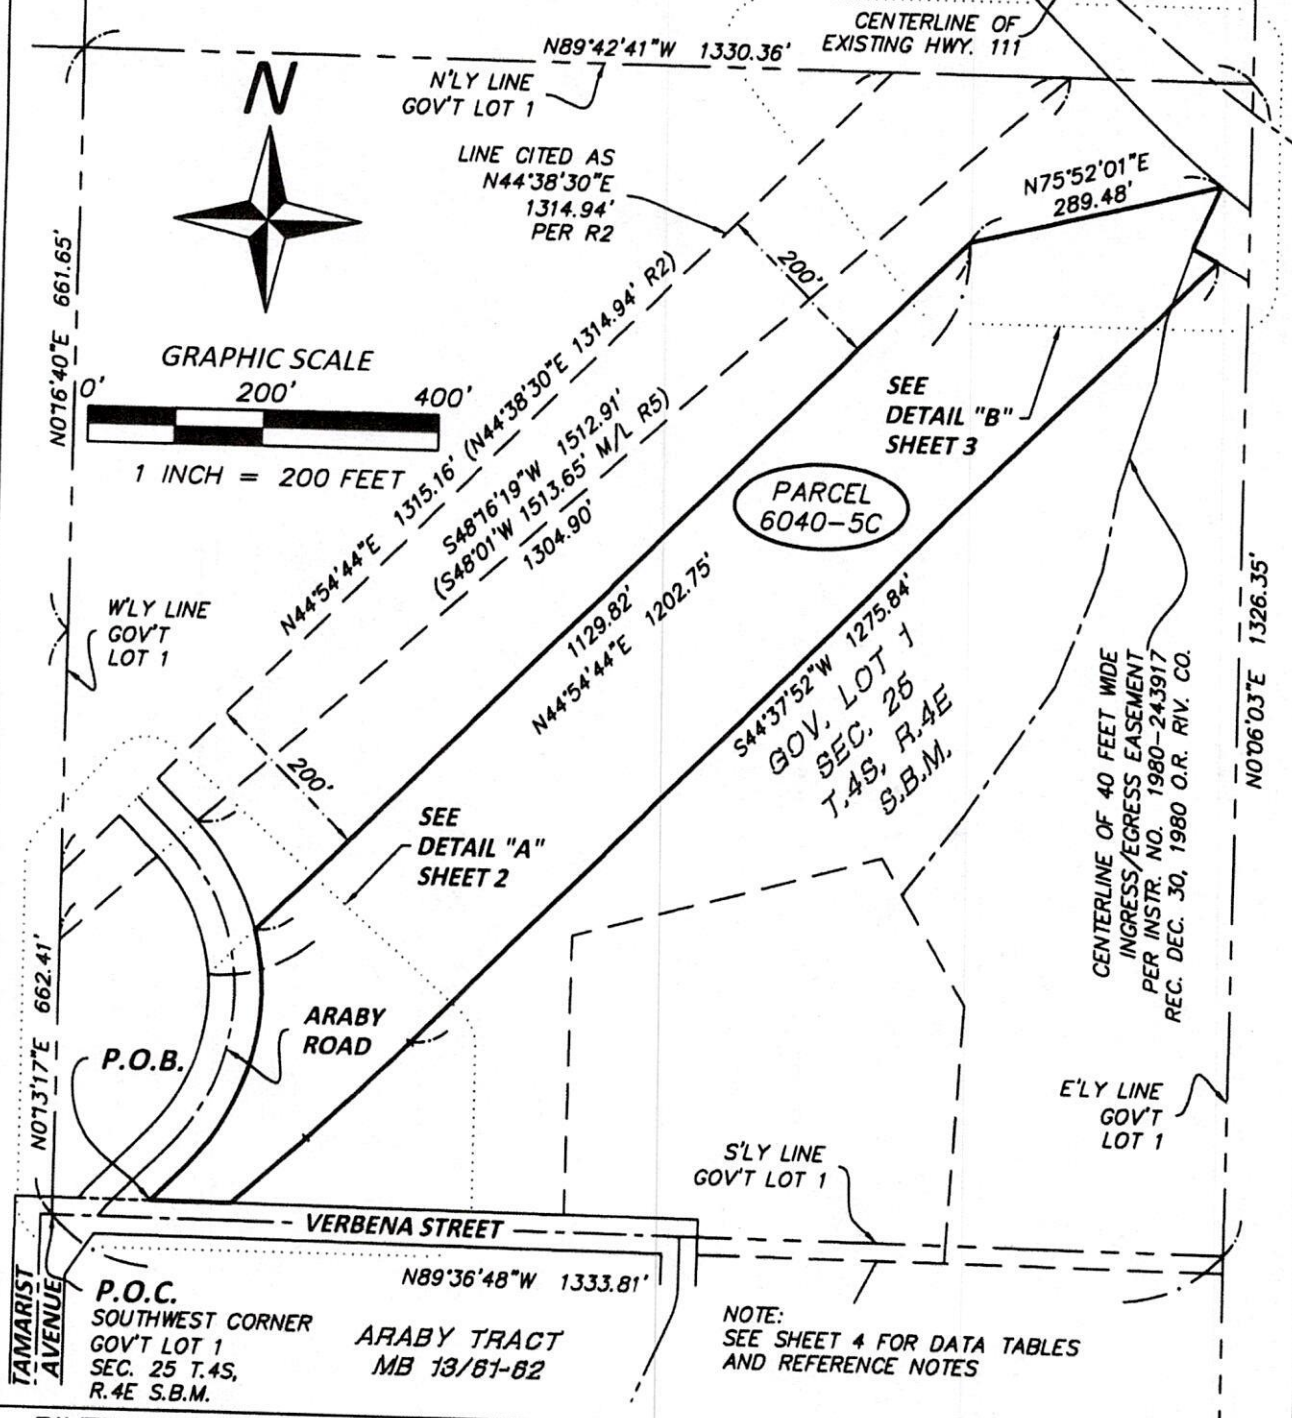 CENTERLINE OF
EXISTING HWY. 111
N89°42'41"W 1330.36'
N'LY LINE
GOV'T LOT 1
N
LINE CITED AS
N44°38'30"E
1314.94'
PER R2
N75°52'01"E
289.48'
200'
N0°16'40"E 661.65'
GRAPHIC SCALE
0' 200' 400'
1 INCH = 200 FEET
N44°54'44"E 1315.16' (N44°38'30"E 1314.94' R2)
S48°16'19"W 1512.91'
(S48°01'W 1513.65' M/L R5)
1304.90'
SEE
DETAIL "B"
SHEET 3
PARCEL
6040-5C
1129.82'
N44°54'44"E 1202.75'
S44°37'52"W 1275.84'
GOV. LOT 1
SEC. 25
T.4S, R.4E
S.B.M.
W'LY LINE
GOV'T
LOT 1
N0°06'03"E 1326.35'
CENTERLINE OF 40 FEET WIDE
INGRESS/EGRESS EASEMENT
PER INSTR. NO. 1980-243917
REC. DEC. 30, 1980 O.R. RIV. CO.
200'
SEE
DETAIL "A"
SHEET 2
N0°13'17"E 662.41'
ARABY
ROAD
P.O.B.
E'LY LINE
GOV'T
LOT 1
S'LY LINE
GOV'T LOT 1
VERBENA STREET
N89°36'48"W 1333.81'
TAMARIST
AVENUE
P.O.C.
SOUTHWEST CORNER
GOV'T LOT 1
SEC. 25 T.4S,
R.4E S.B.M.
ARABY TRACT
MB 13/61-62
NOTE:
SEE SHEET 4 FOR DATA TABLES
AND REFERENCE NOTES